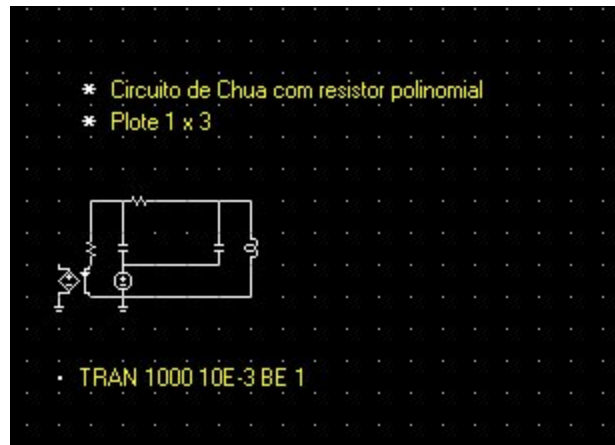 * Circuito de Chua com resistor polinomial
* Plote 1 x 3
. TRAN 1000 10E-3 BE 1